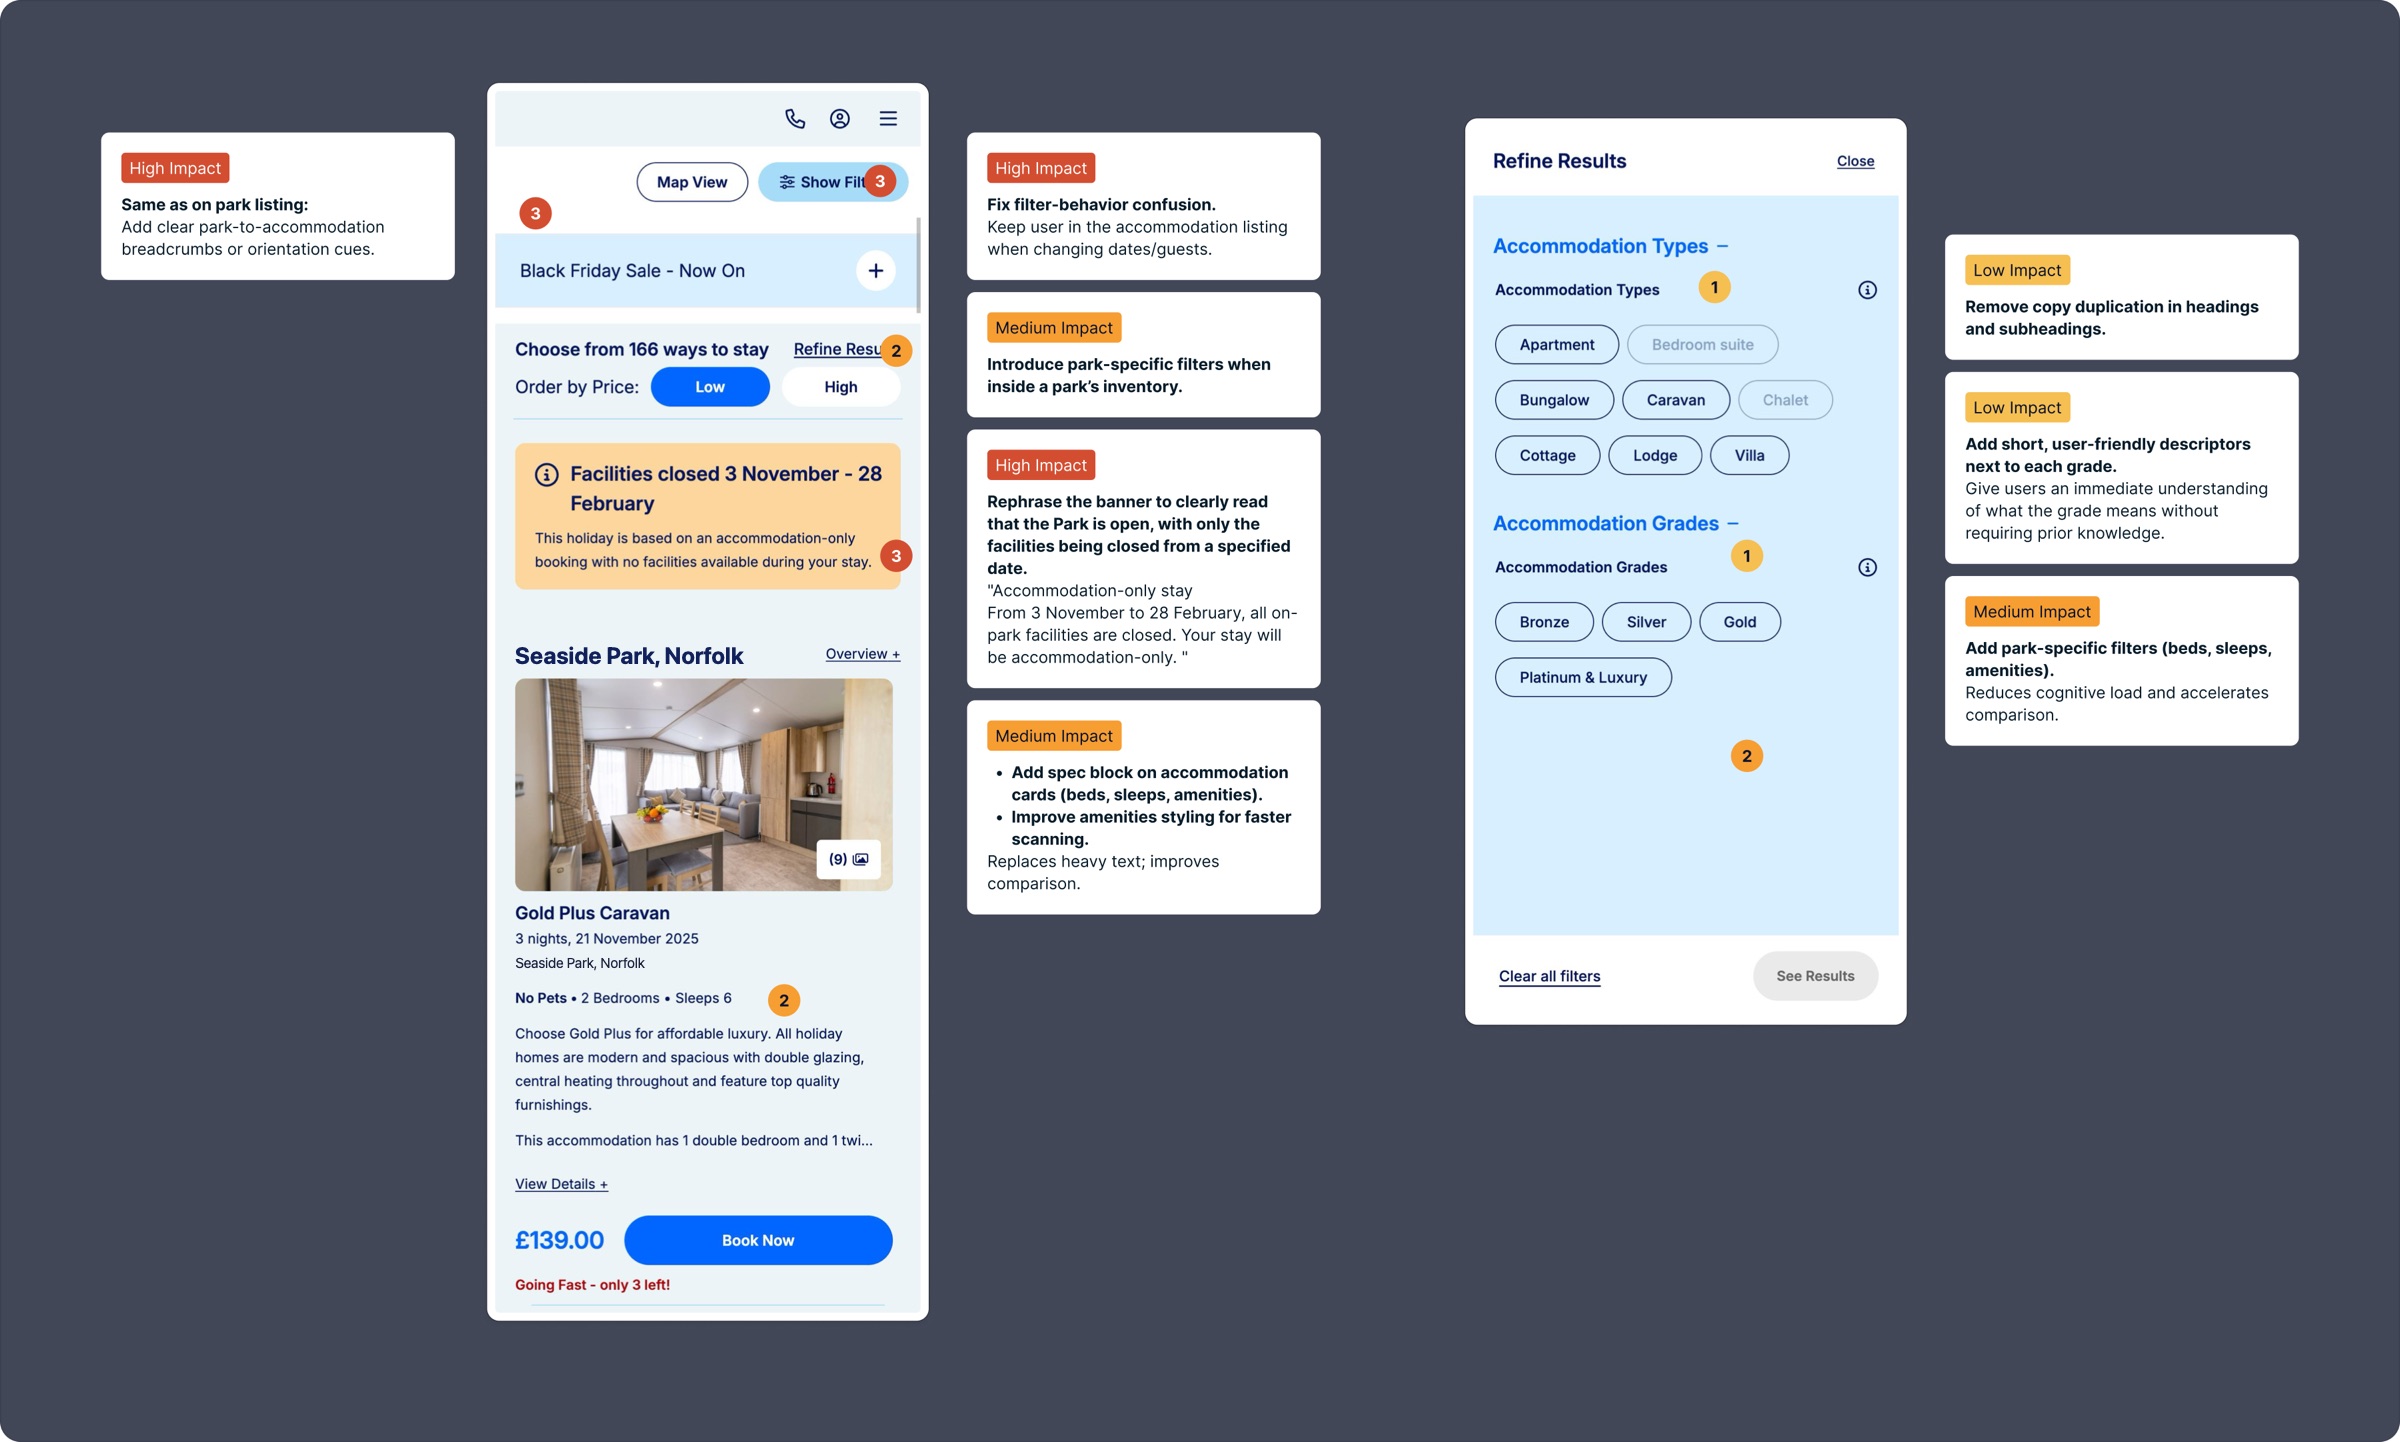 High Impact
Same as on park listing:
Add clear park-to-accommodation
breadcrumbs or orientation cues.
Map View
Show Filt
3
3
Black Friday Sale - Now On
Choose from 166 ways to stay
Refine Resu
2
Order by Price:
Low
High
Facilities closed 3 November - 28
February
This holiday is based on an accommodation-only
booking with no facilities available during your stay.
3
Seaside Park, Norfolk
Overview +
(9)
Gold Plus Caravan
3 nights, 21 November 2025
Seaside Park, Norfolk
No Pets • 2 Bedrooms • Sleeps 6
2
Choose Gold Plus for affordable luxury. All holiday
homes are modern and spacious with double glazing,
central heating throughout and feature top quality
furnishings.
This accommodation has 1 double bedroom and 1 twi...
View Details +
£139.00
Book Now
Going Fast - only 3 left!
High Impact
Fix filter-behavior confusion.
Keep user in the accommodation listing
when changing dates/guests.
Medium Impact
Introduce park-specific filters when
inside a park’s inventory.
High Impact
Rephrase the banner to clearly read
that the Park is open, with only the
facilities being closed from a specified
date.
"Accommodation-only stay
From 3 November to 28 February, all on-
park facilities are closed. Your stay will
be accommodation-only. "
Medium Impact
• Add spec block on accommodation
cards (beds, sleeps, amenities).
• Improve amenities styling for faster
scanning.
Replaces heavy text; improves
comparison.
Refine Results
Close
Accommodation Types –
Accommodation Types
1
Apartment
Bedroom suite
Bungalow
Caravan
Chalet
Cottage
Lodge
Villa
Accommodation Grades –
Accommodation Grades
1
Bronze
Silver
Gold
Platinum & Luxury
2
Clear all filters
See Results
Low Impact
Remove copy duplication in headings
and subheadings.
Low Impact
Add short, user-friendly descriptors
next to each grade.
Give users an immediate understanding
of what the grade means without
requiring prior knowledge.
Medium Impact
Add park-specific filters (beds, sleeps,
amenities).
Reduces cognitive load and accelerates
comparison.